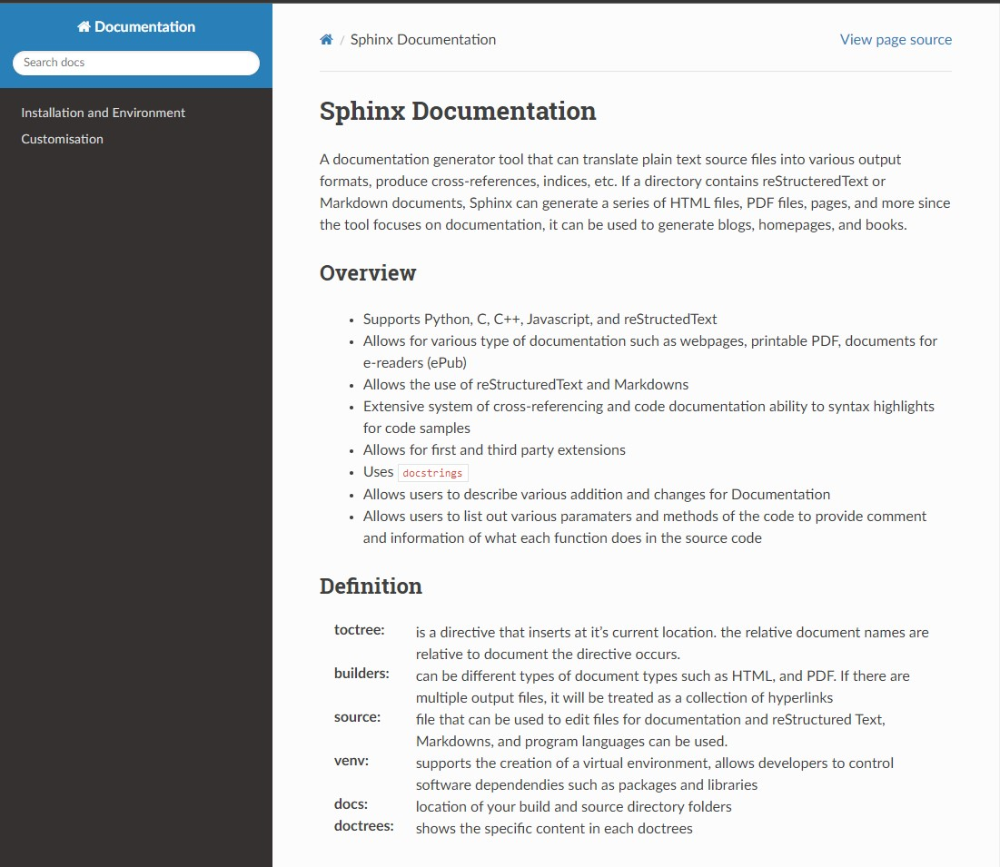 Documentation
Search docs
Installation and Environment
Customisation
/ Sphinx Documentation
View page source
Sphinx Documentation
A documentation generator tool that can translate plain text source files into various output
formats, produce cross-references, indices, etc. If a directory contains reStructeredText or
Markdown documents, Sphinx can generate a series of HTML files, PDF files, pages, and more since
the tool focuses on documentation, it can be used to generate blogs, homepages, and books.
Overview
• Supports Python, C, C++, Javascript, and reStructedText
• Allows for various type of documentation such as webpages, printable PDF, documents for
e-readers (ePub)
• Allows the use of reStructuredText and Markdowns
• Extensive system of cross-referencing and code documentation ability to syntax highlights
for code samples
• Allows for first and third party extensions
• Uses docstrings
• Allows users to describe various addition and changes for Documentation
• Allows users to list out various paramaters and methods of the code to provide comment
and information of what each function does in the source code
Definition
toctree: is a directive that inserts at it's current location. the relative document names are
relative to document the directive occurs.
builders: can be different types of document types such as HTML, and PDF. If there are
multiple output files, it will be treated as a collection of hyperlinks
source: file that can be used to edit files for documentation and reStructured Text,
Markdowns, and program languages can be used.
venv: supports the creation of a virtual environment, allows developers to control
software dependendies such as packages and libraries
docs: location of your build and source directory folders
doctrees: shows the specific content in each doctrees